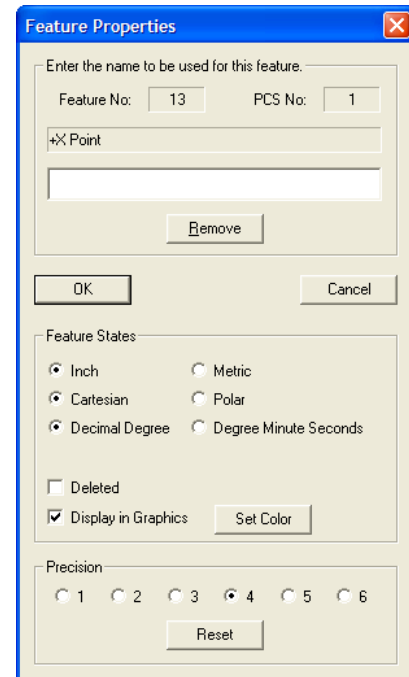 Feature Properties
Enter the name to be used for this feature.
Feature No: 13 PCS No: 1
+X Point
Remove
OK Cancel
Feature States
Inch Metric
Cartesian Polar
Decimal Degree Degree Minute Seconds
Deleted
Display in Graphics Set Color
Precision
1 2 3 4 5 6
Reset